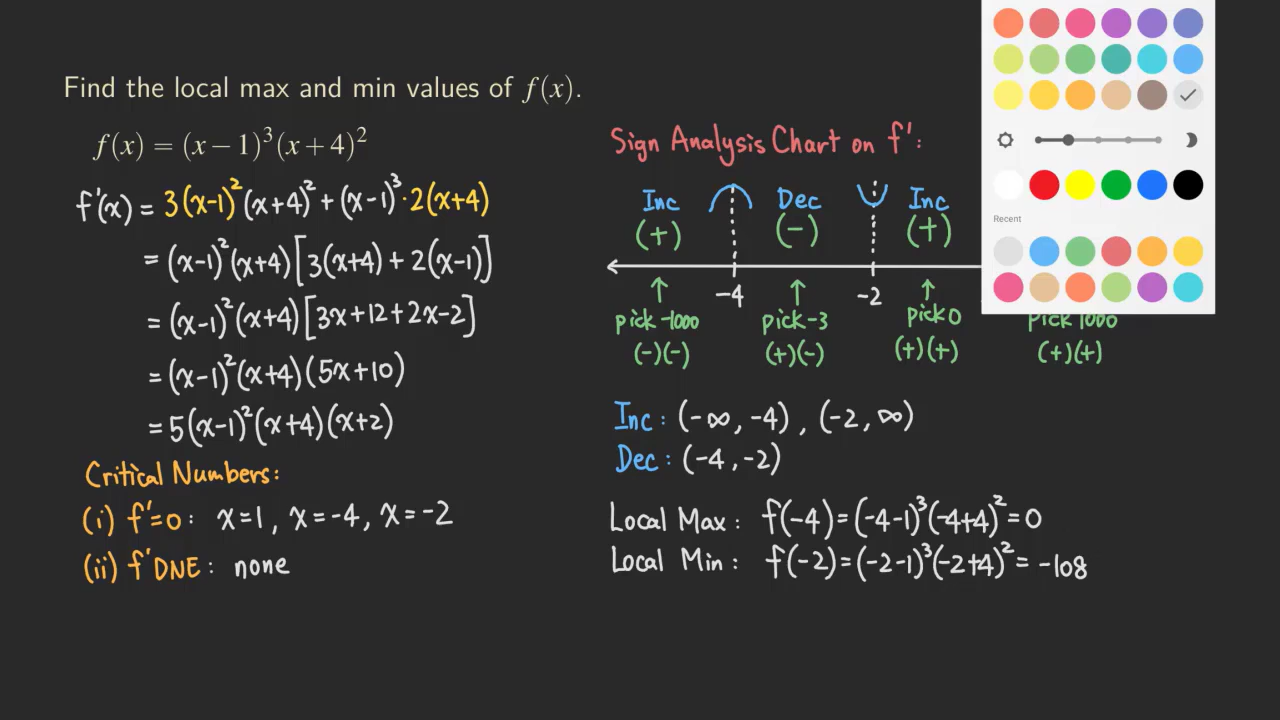 Find the local max and min values of f(x).
f(x) = (x−1)³(x+4)²
f'(x) = 3(x-1)²(x+4)² + (x-1)³·2(x+4)
= (x-1)²(x+4)[3(x+4) + 2(x-1)]
= (x-1)²(x+4)[3x+12+2x-2]
= (x-1)²(x+4)(5x+10)
= 5(x-1)²(x+4)(x+2)
Critical Numbers:
(i) f'=0: x=1, x=-4, x=-2
(ii) f' DNE: none
Sign Analysis Chart on f':
Inc Dec Inc
(+) (-) (+)
-4 -2
pick -1000 pick -3 pick 0 pick 1000
(-)(-) (+)(-) (+)(+) (+)(+)
Inc: (-∞, -4), (-2, ∞)
Dec: (-4, -2)
Local Max: f(-4) = (-4-1)³(-4+4)² = 0
Local Min: f(-2) = (-2-1)³(-2+4)² = -108
Recent